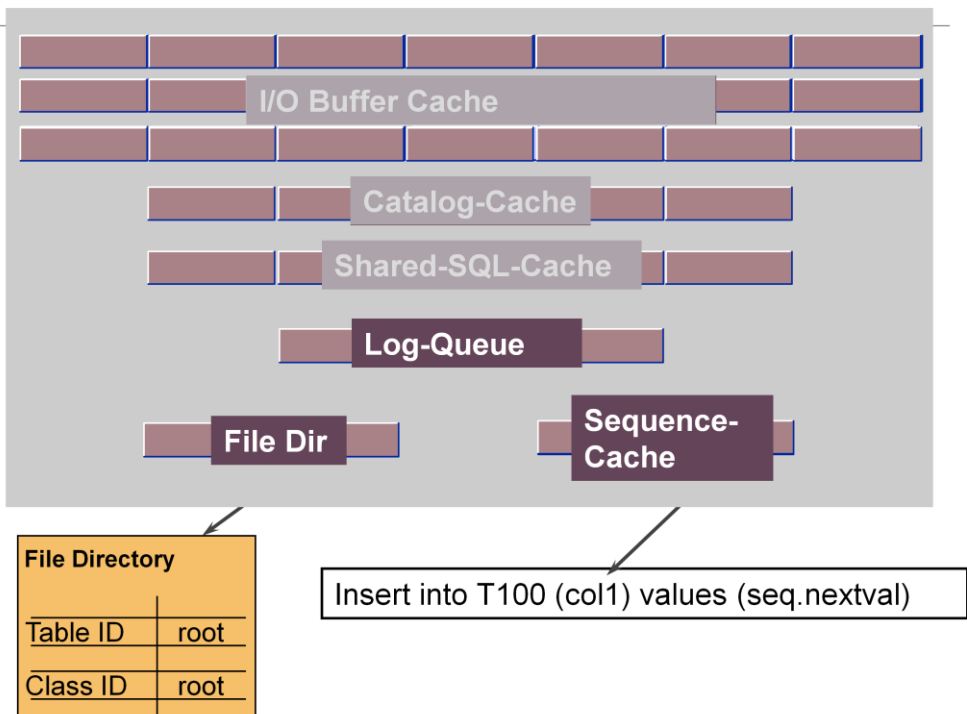 I/O Buffer Cache
Catalog-Cache
Shared-SQL-Cache
Log-Queue
File Dir
Sequence-
Cache
File Directory
Table ID root
Class ID root
Insert into T100 (col1) values (seq.nextval)